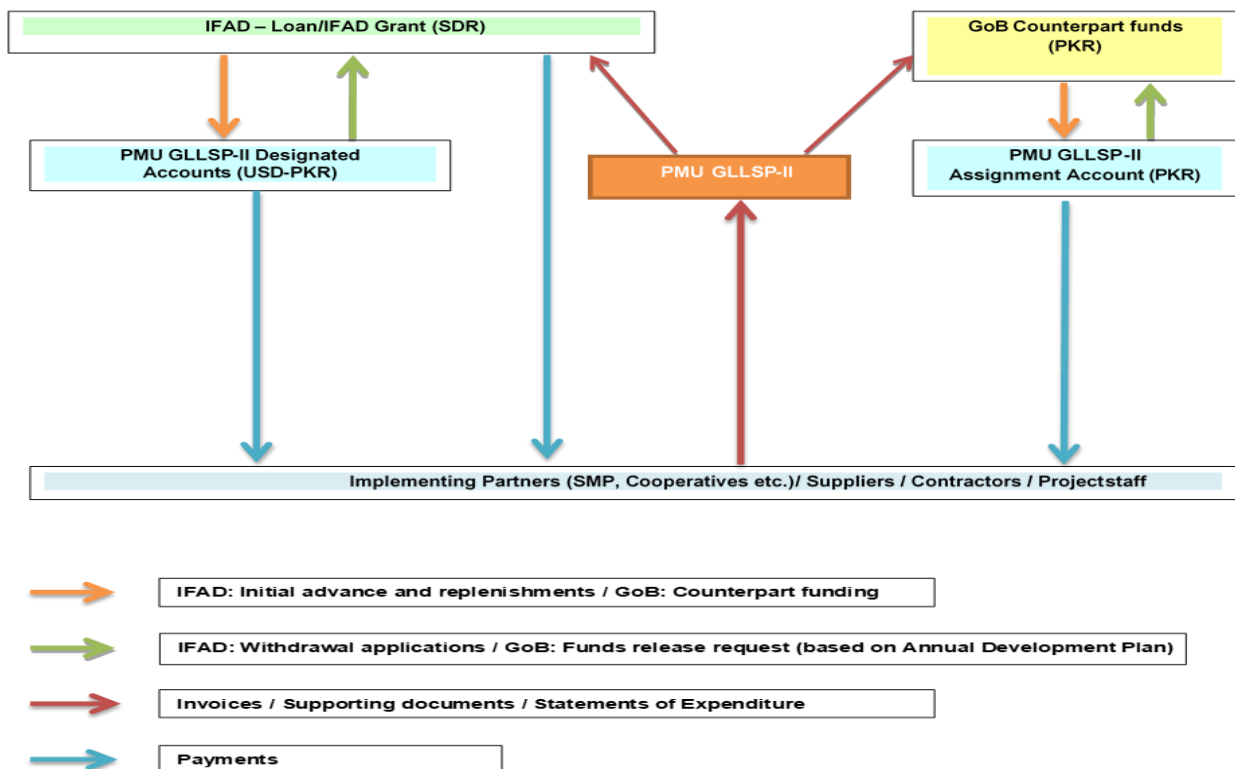 IFAD – Loan/IFAD Grant (SDR)
GoB Counterpart funds
(PKR)
PMU GLLSP-II Designated
Accounts (USD-PKR)
PMU GLLSP-II
PMU GLLSP-II
Assignment Account (PKR)
Implementing Partners (SMP, Cooperatives etc.)/ Suppliers / Contractors / Projectstaff
IFAD: Initial advance and replenishments / GoB: Counterpart funding
IFAD: Withdrawal applications / GoB: Funds release request (based on Annual Development Plan)
Invoices / Supporting documents / Statements of Expenditure
Payments